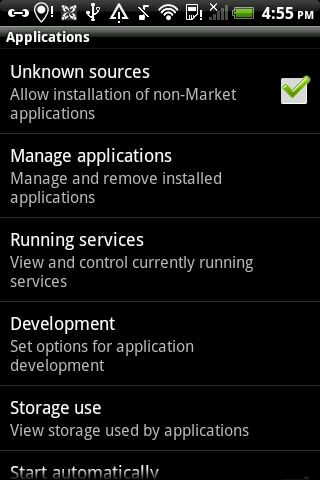 4:55 PM
Applications
Unknown sources
Allow installation of non-Market
applications
Manage applications
Manage and remove installed
applications
Running services
View and control currently running
services
Development
Set options for application
development
Storage use
View storage used by applications
Start automatically